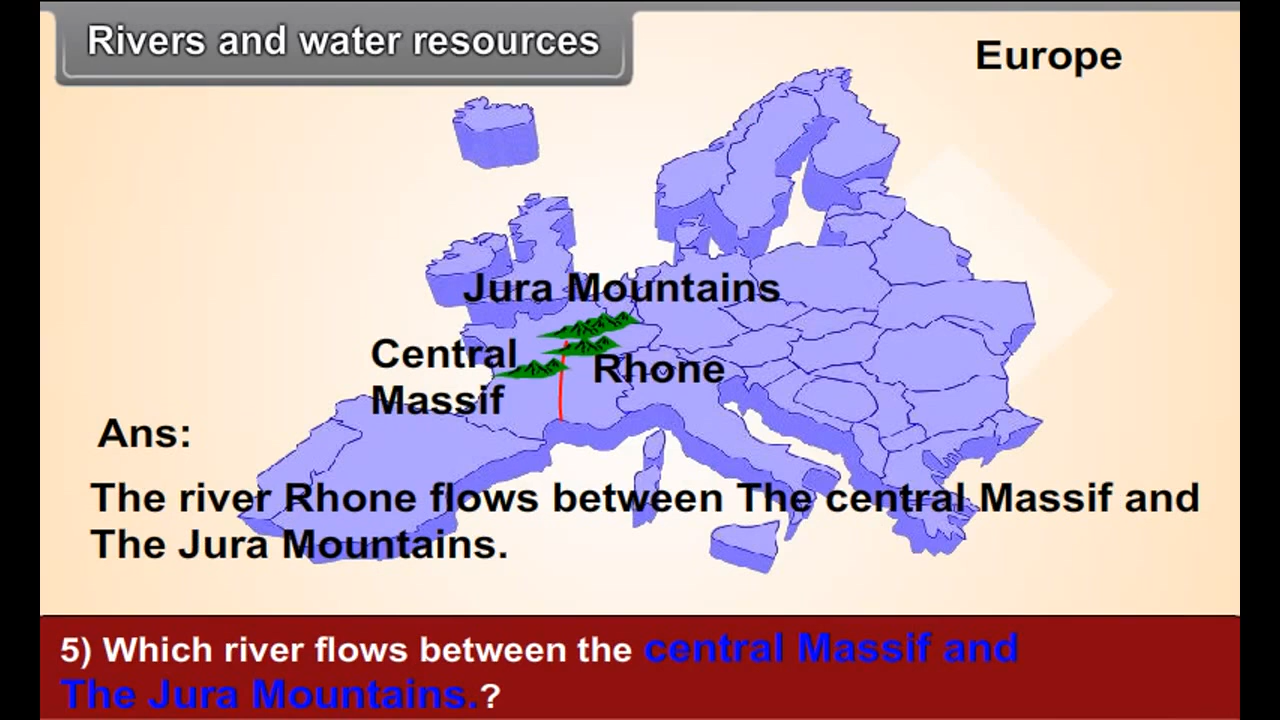 Rivers and water resources
Europe
Jura Mountains
Central
Massif
Rhone
Ans:
The river Rhone flows between The central Massif and
The Jura Mountains.
5) Which river flows between the central Massif and
The Jura Mountains.?